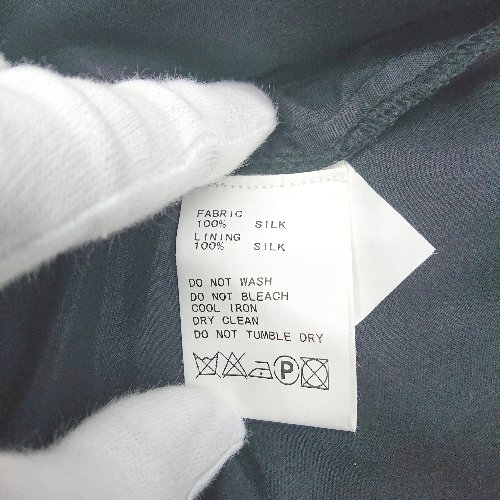 FABRIC
100% SILK
LINING
100% SILK
DO NOT WASH
DO NOT BLEACH
COOL IRON
DRY CLEAN
DO NOT TUMBLE DRY
P